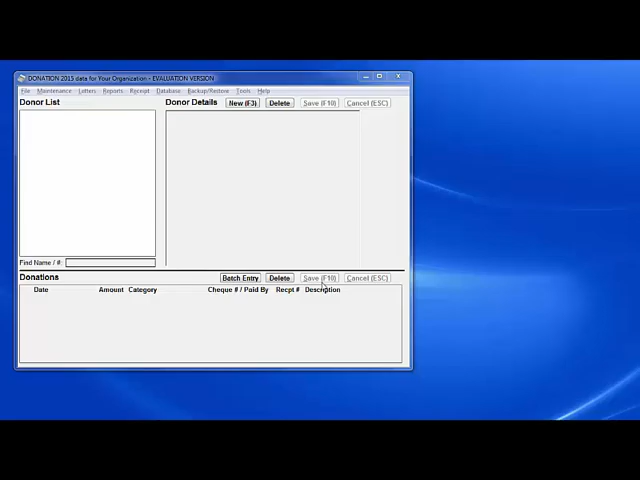 DONATION 2015 data for Your Organization - EVALUATION VERSION
File Maintenance Letters Reports Receipt Database Backup/Restore Tools Help
Donor List Donor Details New (F3) Delete Save (F10) Cancel (ESC)
Find Name / #:
Donations Batch Entry Delete Save (F10) Cancel (ESC)
Date Amount Category Cheque # / Paid By Recpt # Description